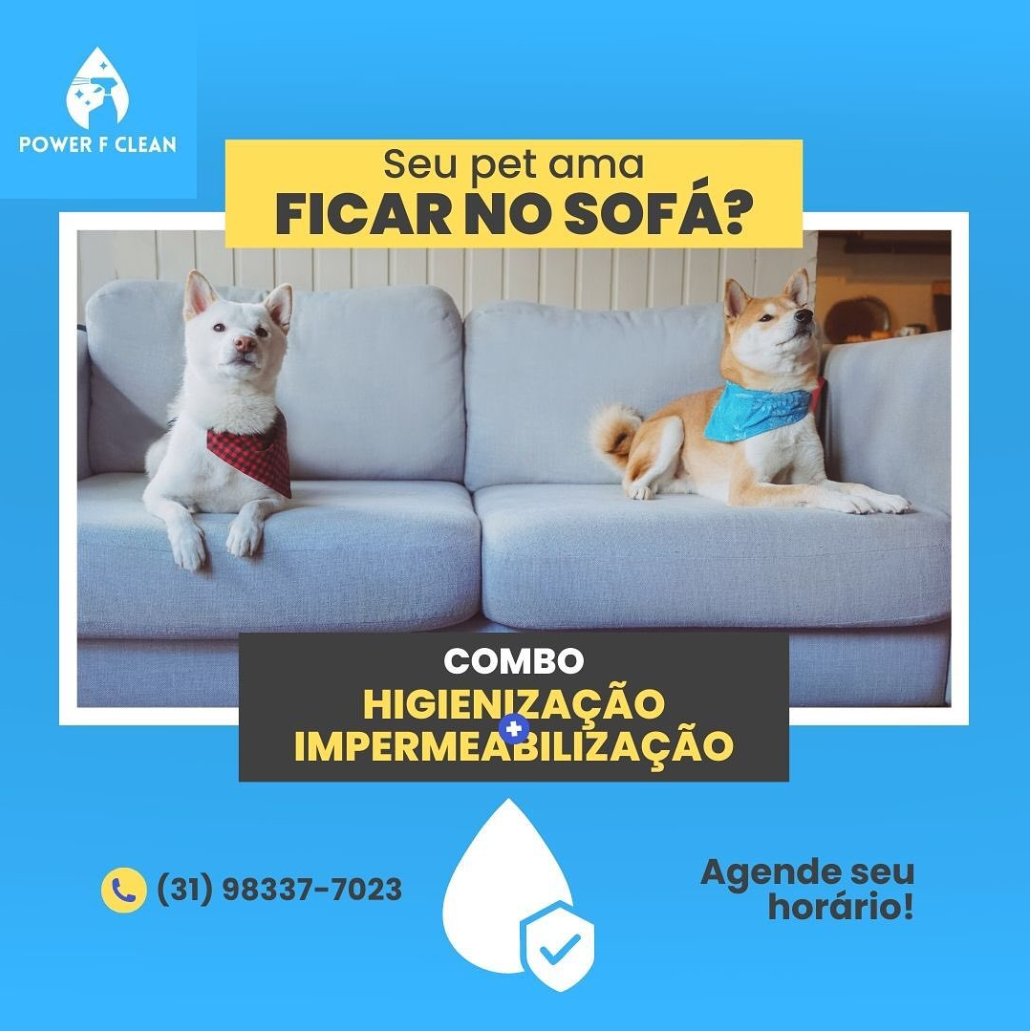 POWER F CLEAN
Seu pet ama
FICAR NO SOFÁ?
COMBO
HIGIENIZAÇÃO
+
IMPERMEABILIZAÇÃO
(31) 98337-7023
Agende seu
horário!